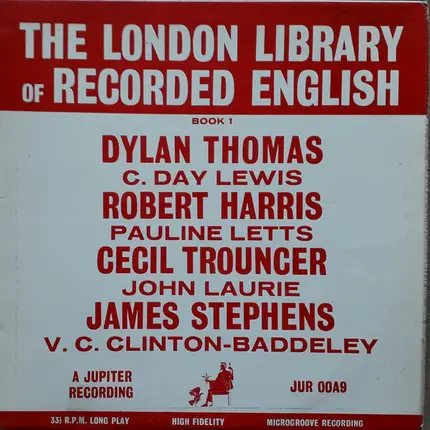 THE LONDON LIBRARY
OF RECORDED ENGLISH
BOOK 1
DYLAN THOMAS
C. DAY LEWIS
ROBERT HARRIS
PAULINE LETTS
CECIL TROUNCER
JOHN LAURIE
JAMES STEPHENS
V. C. CLINTON-BADDELEY
A JUPITER
RECORDING
JUR 00A9
33⅓ R.P.M. LONG PLAY HIGH FIDELITY MICROGROOVE RECORDING